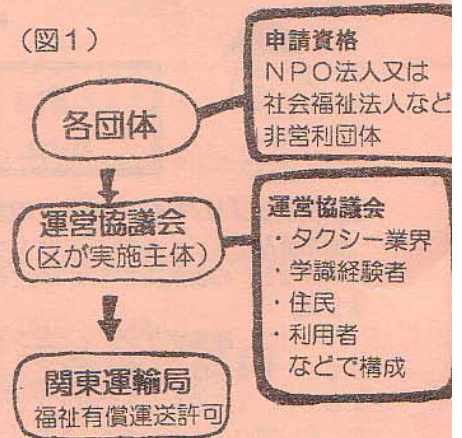 (図1)
申請資格
NPO法人又は
社会福祉法人など
非営利団体
各団体
運営協議会
(区が実施主体)
運営協議会
・タクシー業界
・学識経験者
・住民
・利用者
などで構成
関東運輸局
福祉有償運送許可